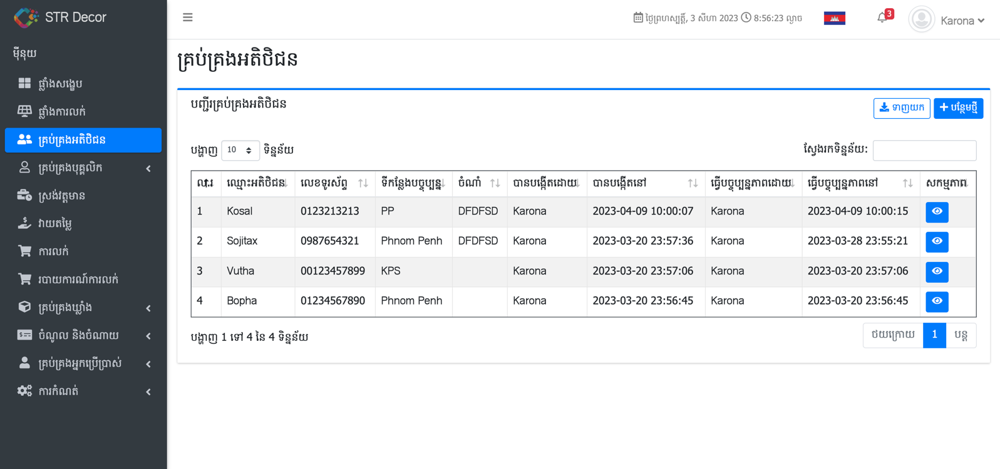 STR Decor
ថ្ងៃព្រហស្បតិ៍, 3 សីហា 2023 8:56:23 ល្ងាច
3
Karona
ម៉ឺនុយ
ផ្ទាំងសង្ខេប
ផ្ទាំងការលក់
គ្រប់គ្រងអតិថិជន
គ្រប់គ្រងបុគ្គលិក
ស្រង់វត្តមាន
វាយតម្លៃ
ការលក់
របាយការណ៍ការលក់
គ្រប់គ្រងឃ្លាំង
ចំណូល និងចំណាយ
គ្រប់គ្រងអ្នកប្រើប្រាស់
ការកំណត់
គ្រប់គ្រងអតិថិជន
បញ្ជីរគ្រប់គ្រងអតិថិជន
ទាញយក បន្ថែមថ្មី
បង្ហាញ 10 ទិន្នន័យ ស្វែងរកទិន្នន័យ:
ល.រ ឈ្មោះអតិថិជន លេខទូរស័ព្ទ ទីកន្លែងបច្ចុប្បន្ន ចំណាំ បានបង្កើតដោយ បានបង្កើតនៅ ធ្វើបច្ចុប្បន្នភាពដោយ ធ្វើបច្ចុប្បន្នភាពនៅ សកម្មភាព
1 Kosal 0123213213 PP DFDFSD Karona 2023-04-09 10:00:07 Karona 2023-04-09 10:00:15
2 Sojitax 0987654321 Phnom Penh DFDFSD Karona 2023-03-20 23:57:36 Karona 2023-03-28 23:55:21
3 Vutha 00123457899 KPS Karona 2023-03-20 23:57:06 Karona 2023-03-20 23:57:06
4 Bopha 01234567890 Phnom Penh Karona 2023-03-20 23:56:45 Karona 2023-03-20 23:56:45
បង្ហាញ 1 ទៅ 4 នៃ 4 ទិន្នន័យ
ថយក្រោយ 1 បន្ត